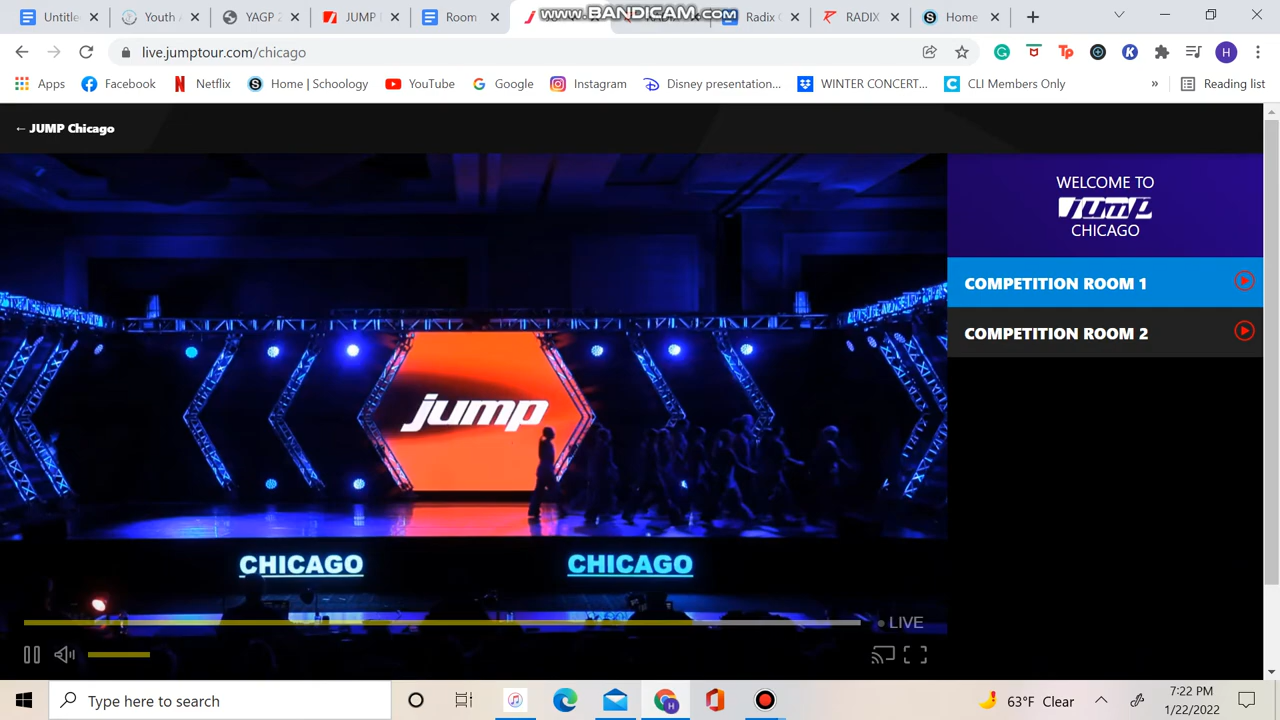 Untitle
Youth
YAGP
JUMP
Room
www.BANDICAM.com
Radix
RADIX
Home
live.jumptour.com/chicago
Apps
Facebook
Netflix
Home | Schoology
YouTube
Google
Instagram
Disney presentation...
WINTER CONCERT...
CLI Members Only
»
Reading list
← JUMP Chicago
WELCOME TO
jump
CHICAGO
COMPETITION ROOM 1
COMPETITION ROOM 2
jump
CHICAGO CHICAGO
LIVE
Type here to search
63°F Clear
7:22 PM
1/22/2022